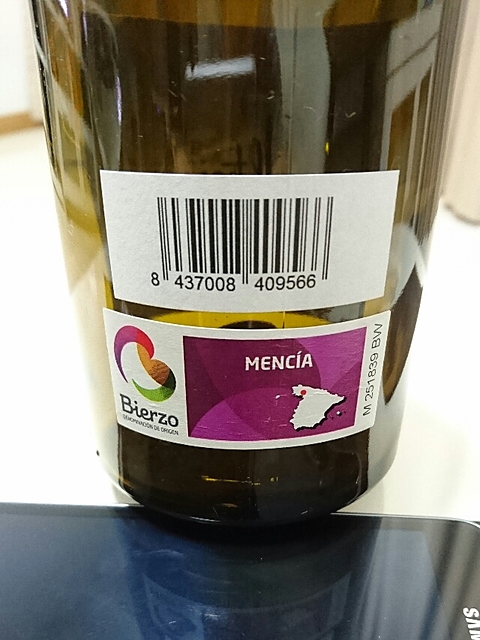 8 437008 409566
MENCÍA
Bierzo
DENOMINACIÓN DE ORIGEN
M 251839 BW